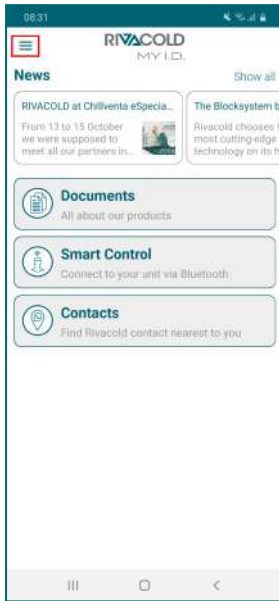 08:31
RIVACOLD
MY I.D.
News
Show all
RIVACOLD at Chillventa eSpecia...
From 13 to 15 October
we were supposed to
meet all our partners in...
The Blocksystem b
Rivacold chooses t
most cutting-edge
technology on its
Documents
All about our products
Smart Control
Connect to your unit via Bluetooth
Contacts
Find Rivacold contact nearest to you